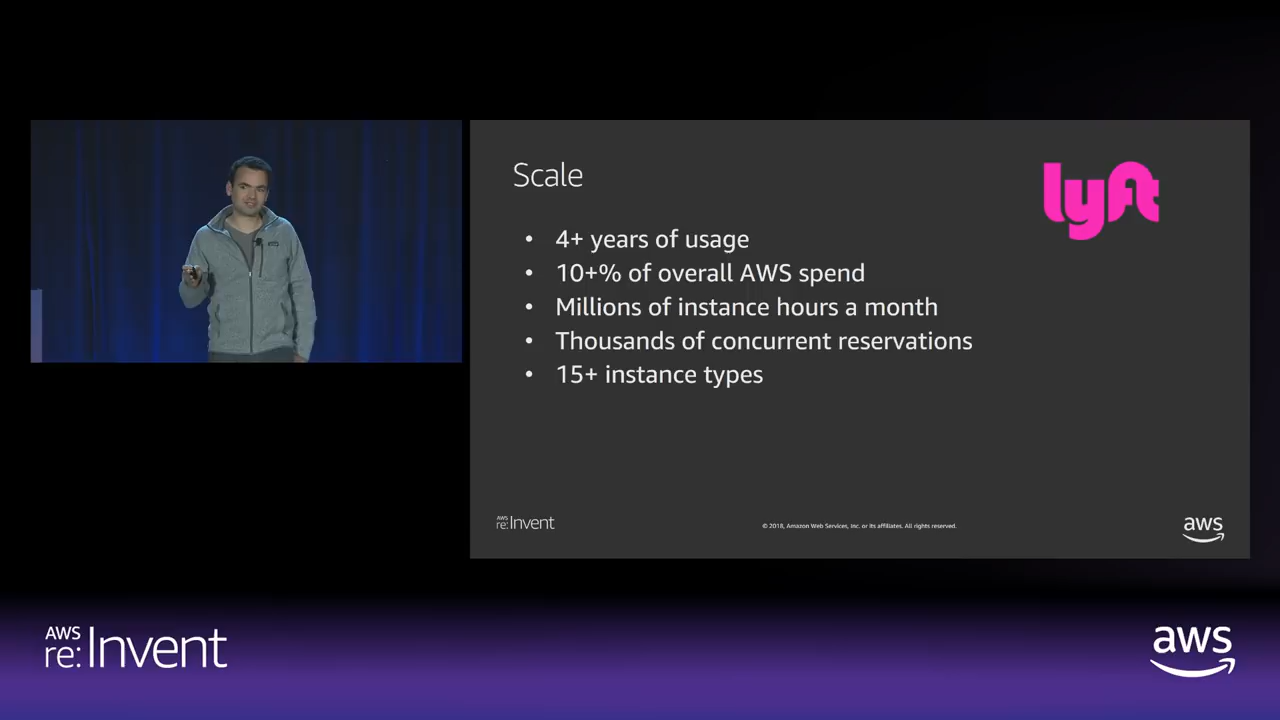 Scale
lyft
• 4+ years of usage
• 10+% of overall AWS spend
• Millions of instance hours a month
• Thousands of concurrent reservations
• 15+ instance types
AWS
re:Invent
© 2018, Amazon Web Services, Inc. or its affiliates. All rights reserved.
aws
AWS
re:Invent
aws